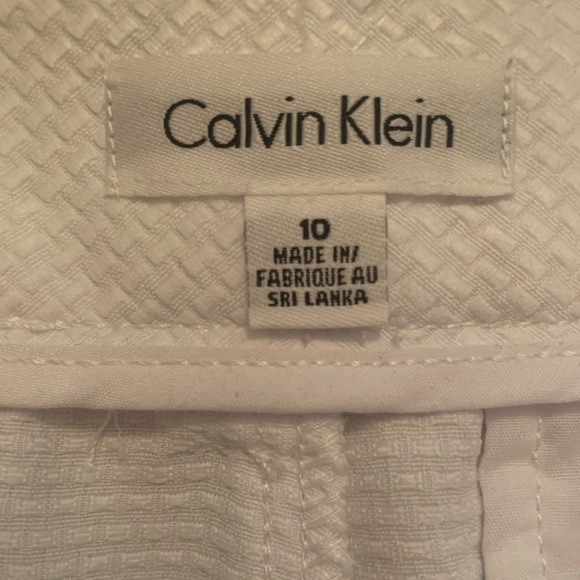 Calvin Klein
10
MADE IN/
FABRIQUE AU
SRI LANKA